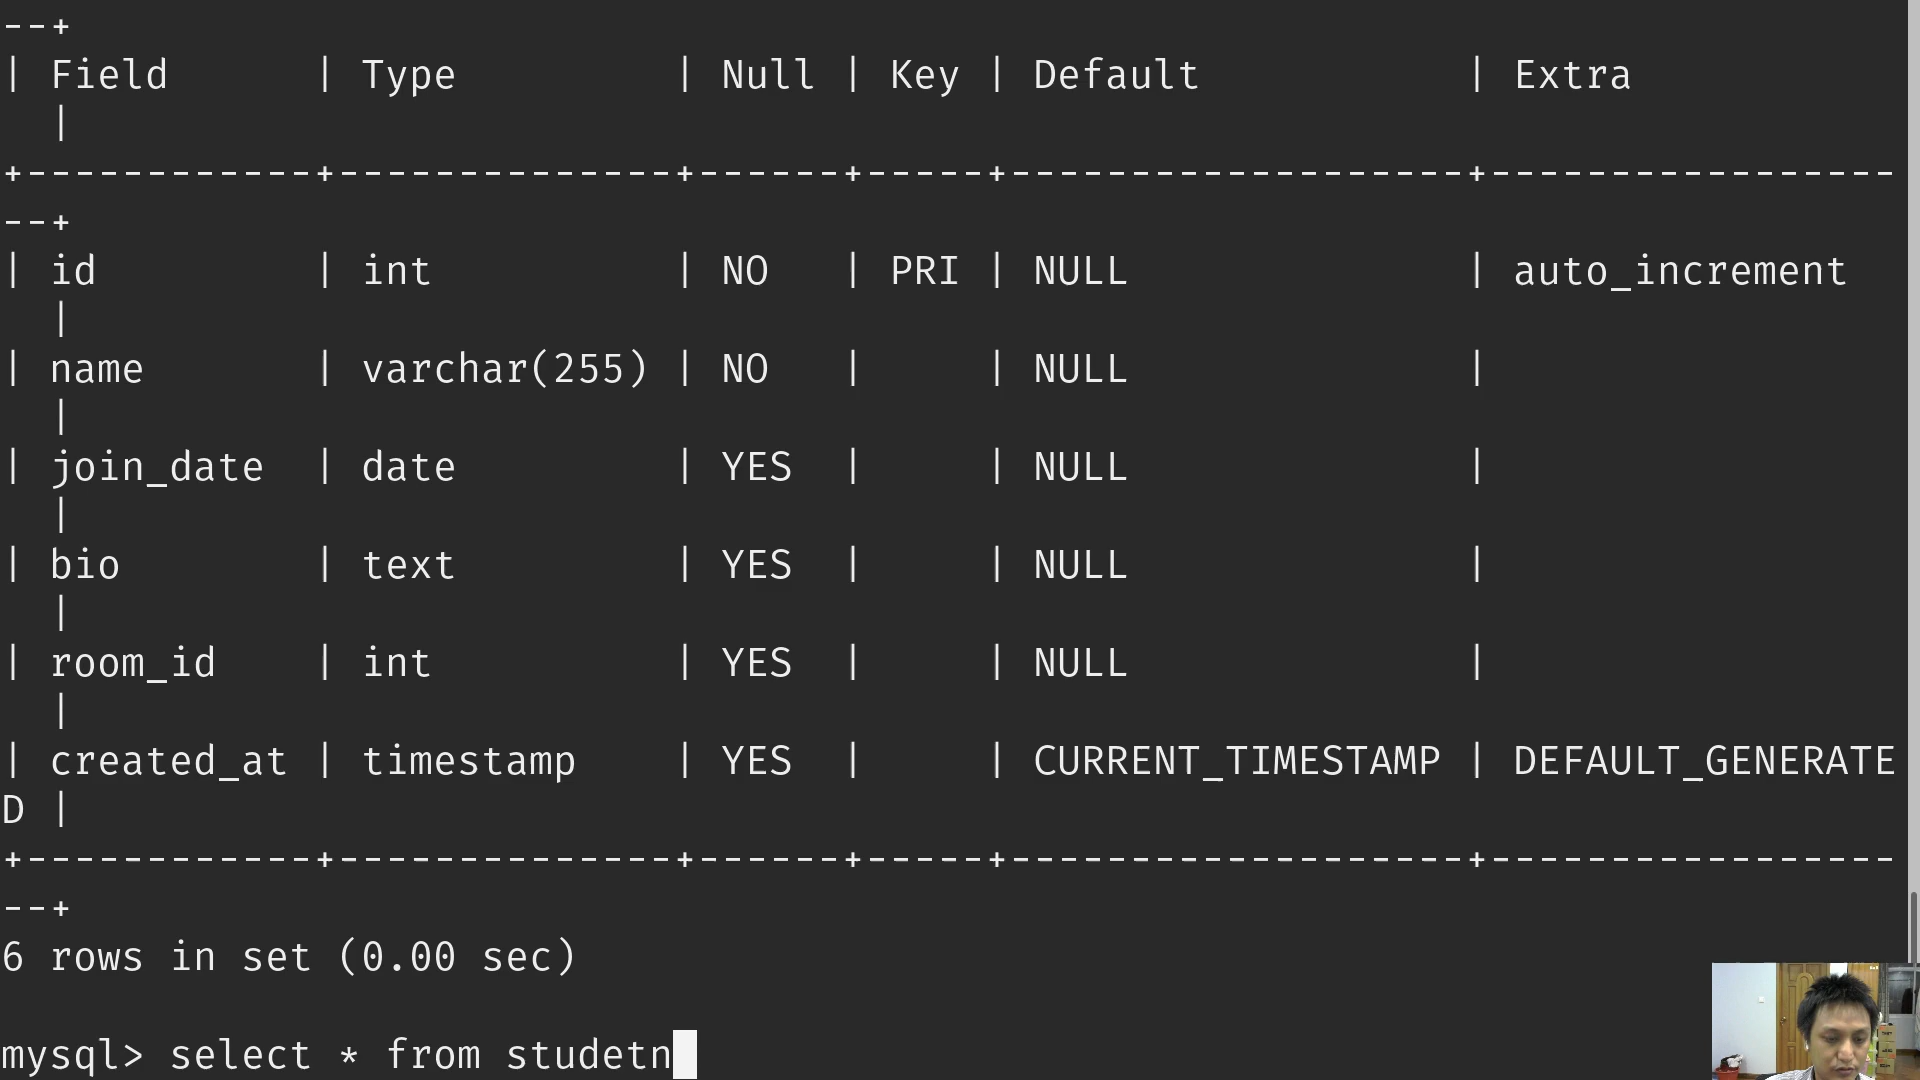 --+
| Field      | Type         | Null | Key | Default           | Extra
  |
+------------+--------------+------+-----+-------------------+-----------------
--+
| id         | int          | NO   | PRI | NULL              | auto_increment
  |
| name       | varchar(255) | NO   |     | NULL              |
  |
| join_date  | date         | YES  |     | NULL              |
  |
| bio        | text         | YES  |     | NULL              |
  |
| room_id    | int          | YES  |     | NULL              |
  |
| created_at | timestamp    | YES  |     | CURRENT_TIMESTAMP | DEFAULT_GENERATE
D |
+------------+--------------+------+-----+-------------------+-----------------
--+
6 rows in set (0.00 sec)
mysql> select * from studetn